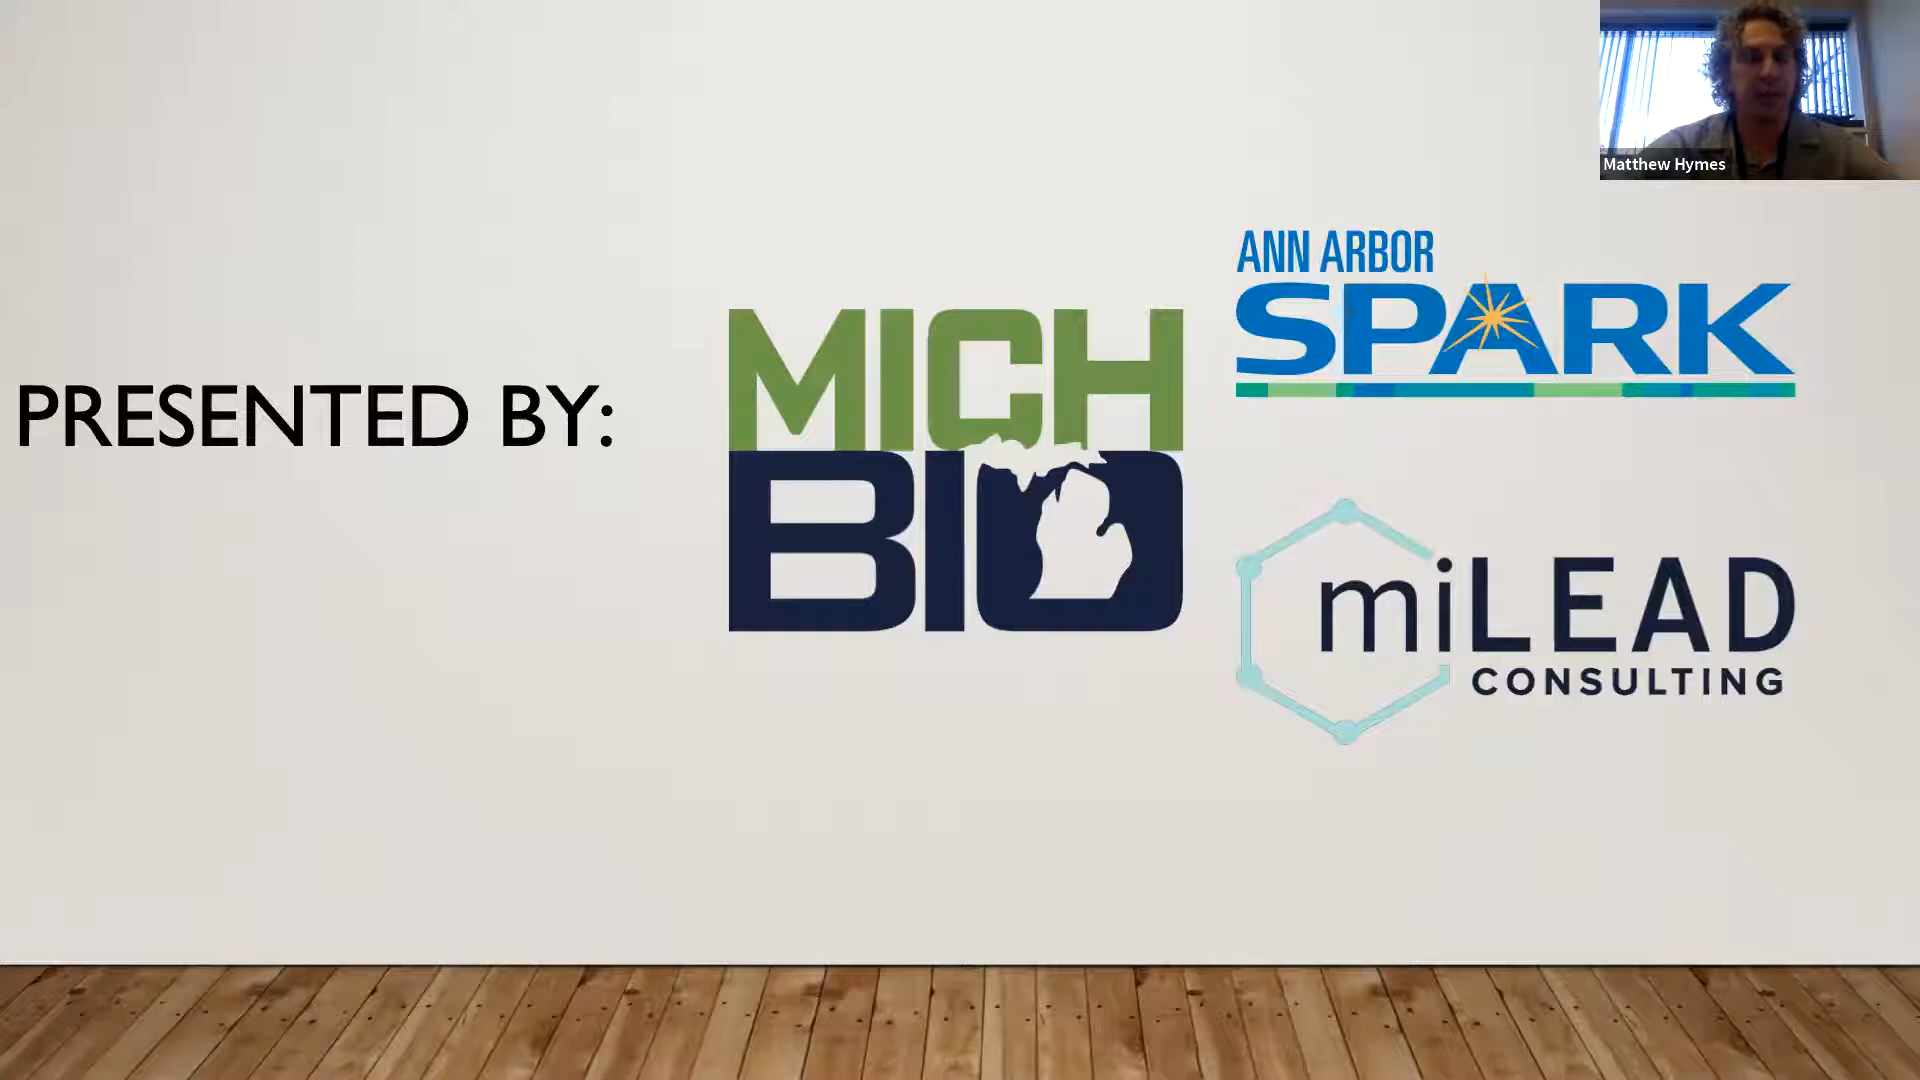 Matthew Hymes
PRESENTED BY:
MICH
BIO
ANN ARBOR
SPARK
miLEAD
CONSULTING